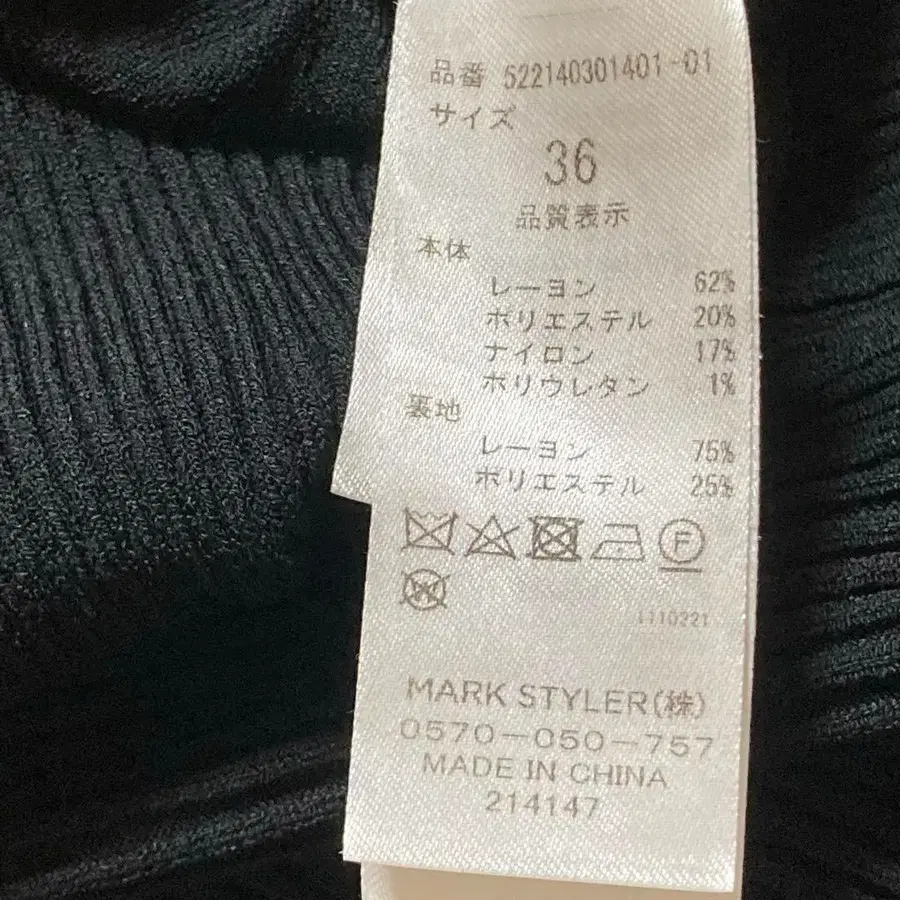 品番 522140301401-01
サイズ
36
品質表示
本体
レーヨン 62%
ポリエステル 20%
ナイロン 17%
ポリウレタン 1%
裏地
レーヨン 75%
ポリエステル 25%
F
W
1110221
MARK STYLER(株)
0570-050-757
MADE IN CHINA
214147